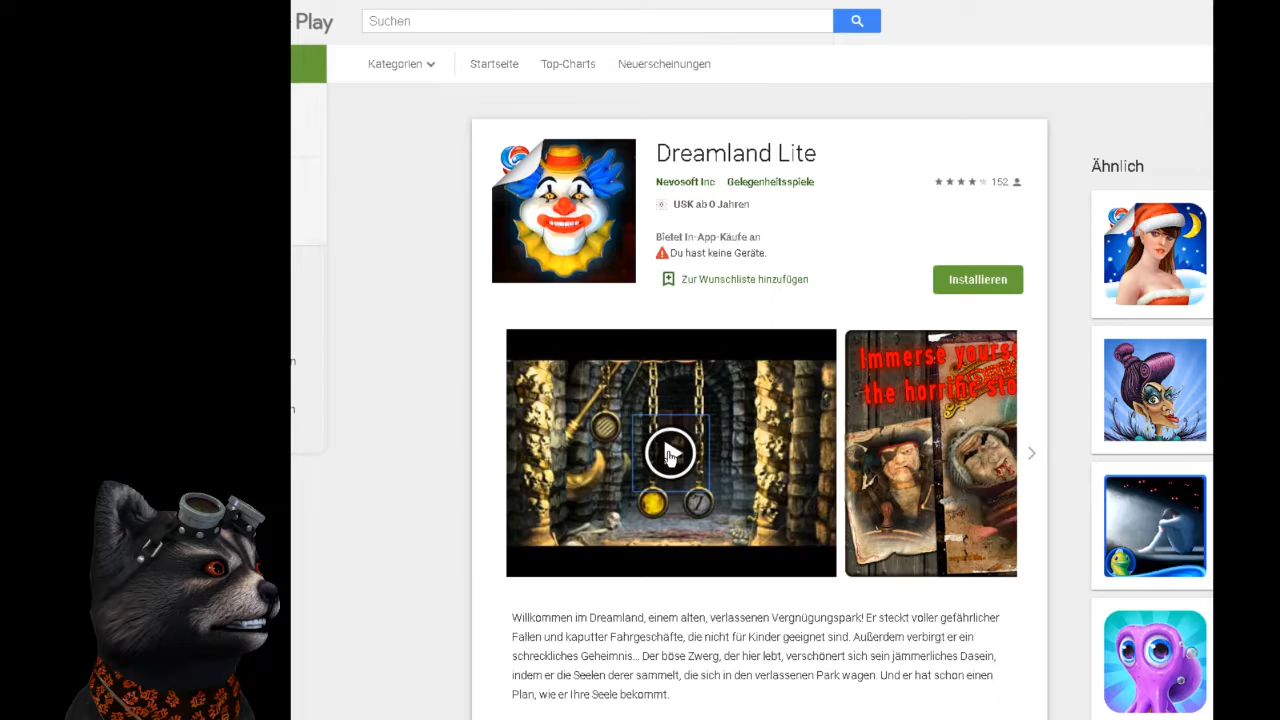 Play
Suchen
Kategorien
Startseite
Top-Charts
Neuerscheinungen
Dreamland Lite
Nevosoft Inc Gelegenheitsspiele
152
0 USK ab 0 Jahren
Bietet In-App-Käufe an
Du hast keine Geräte.
Zur Wunschliste hinzufügen
Installieren
Ähnlich
Immerse yourse
the horrific sto
7
n
n
Willkommen im Dreamland, einem alten, verlassenen Vergnügungspark! Er steckt voller gefährlicher
Fallen und kaputter Fahrgeschäfte, die nicht für Kinder geeignet sind. Außerdem verbirgt er ein
schreckliches Geheimnis... Der böse Zwerg, der hier lebt, verschönert sich sein jämmerliches Dasein,
indem er die Seelen derer sammelt, die sich in den verlassenen Park wagen. Und er hat schon einen
Plan, wie er Ihre Seele bekommt.